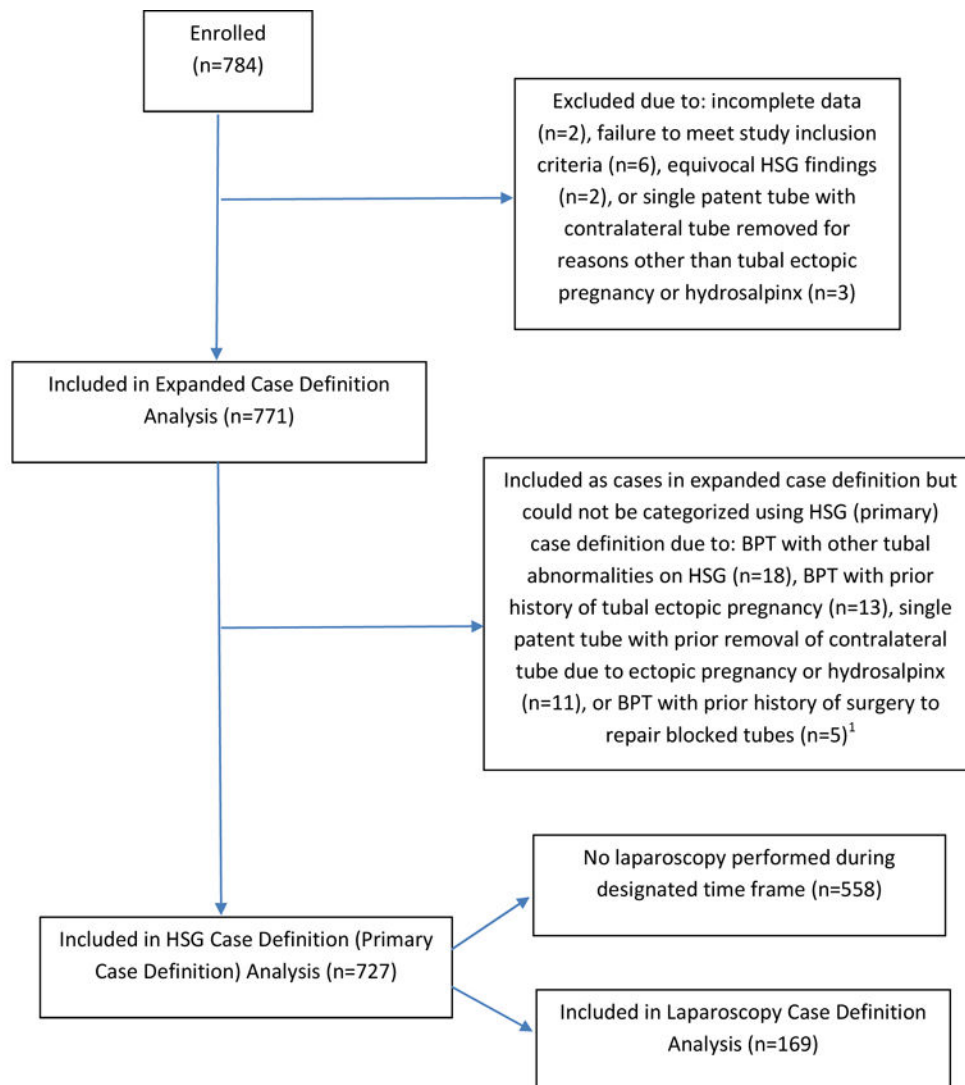 Enrolled
(n=784)
Excluded due to: incomplete data
(n=2), failure to meet study inclusion
criteria (n=6), equivocal HSG findings
(n=2), or single patent tube with
contralateral tube removed for
reasons other than tubal ectopic
pregnancy or hydrosalpinx (n=3)
Included in Expanded Case Definition
Analysis (n=771)
Included as cases in expanded case definition but
could not be categorized using HSG (primary)
case definition due to: BPT with other tubal
abnormalities on HSG (n=18), BPT with prior
history of tubal ectopic pregnancy (n=13), single
patent tube with prior removal of contralateral
tube due to ectopic pregnancy or hydrosalpinx
(n=11), or BPT with prior history of surgery to
repair blocked tubes (n=5)¹
No laparoscopy performed during
designated time frame (n=558)
Included in HSG Case Definition (Primary
Case Definition) Analysis (n=727)
Included in Laparoscopy Case Definition
Analysis (n=169)